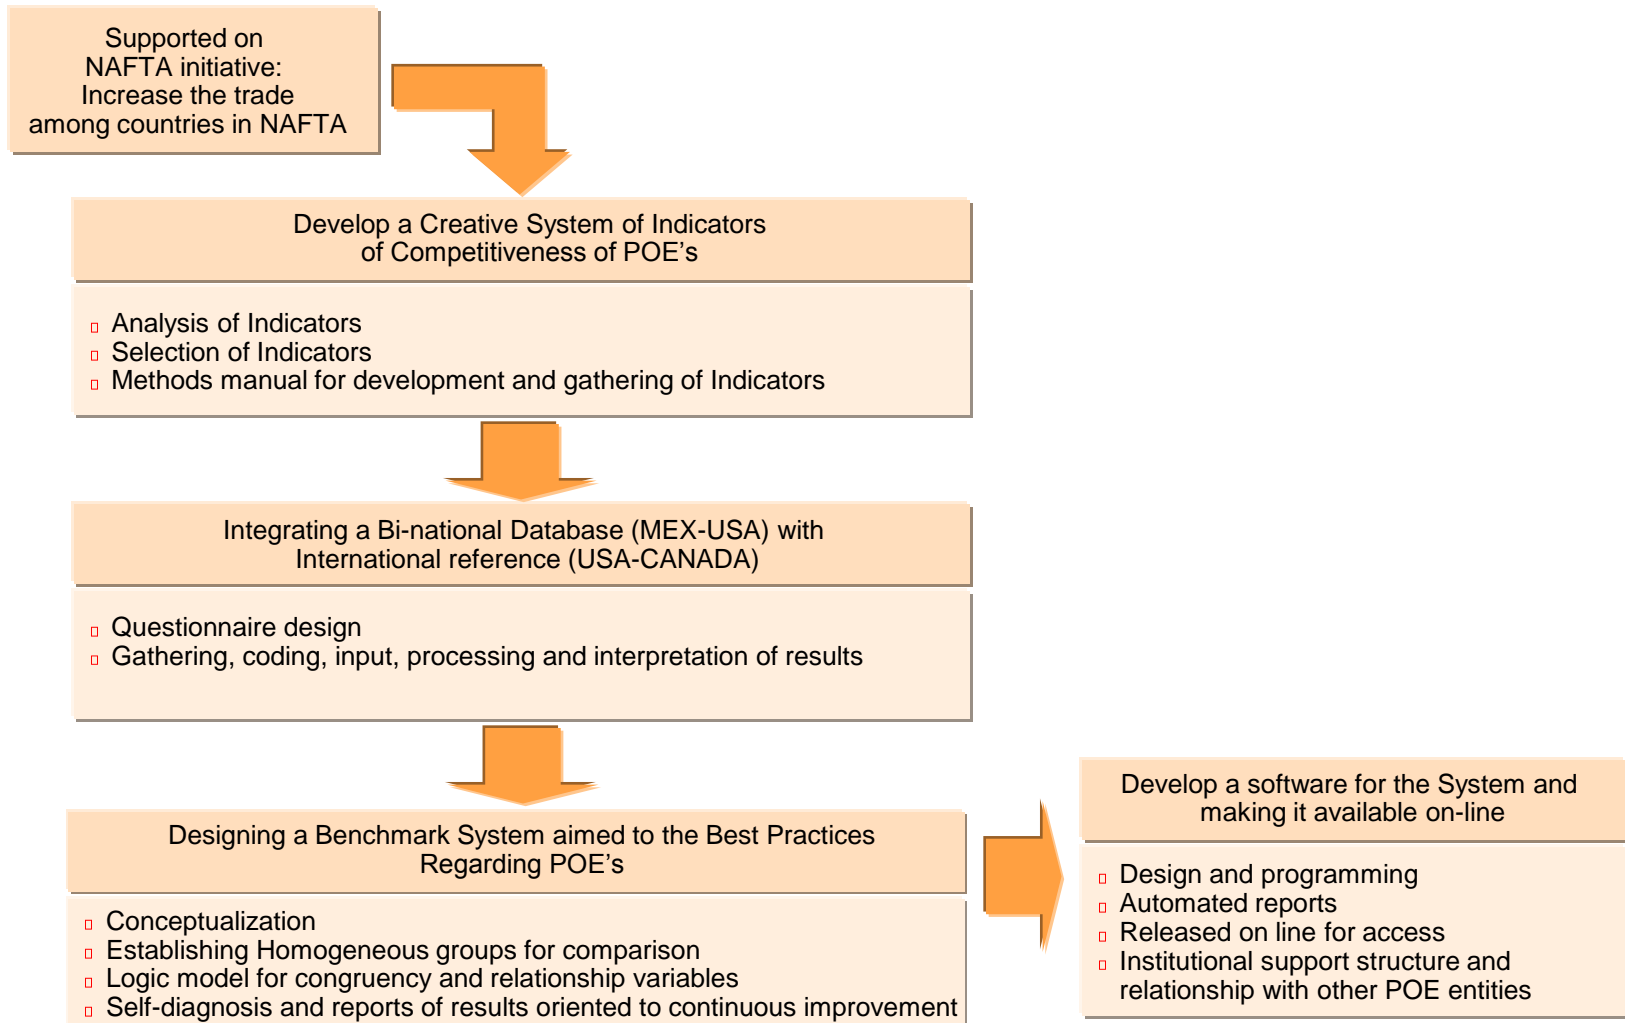 Supported on
NAFTA initiative:
Increase the trade
among countries in NAFTA
Develop a Creative System of Indicators
of Competitiveness of POE’s
Analysis of Indicators
Selection of Indicators
Methods manual for development and gathering of Indicators
Integrating a Bi-national Database (MEX-USA) with
International reference (USA-CANADA)
Questionnaire design
Gathering, coding, input, processing and interpretation of results
Designing a Benchmark System aimed to the Best Practices
Regarding POE’s
Conceptualization
Establishing Homogeneous groups for comparison
Logic model for congruency and relationship variables
Self-diagnosis and reports of results oriented to continuous improvement
Develop a software for the System and
making it available on-line
Design and programming
Automated reports
Released on line for access
Institutional support structure and
relationship with other POE entities